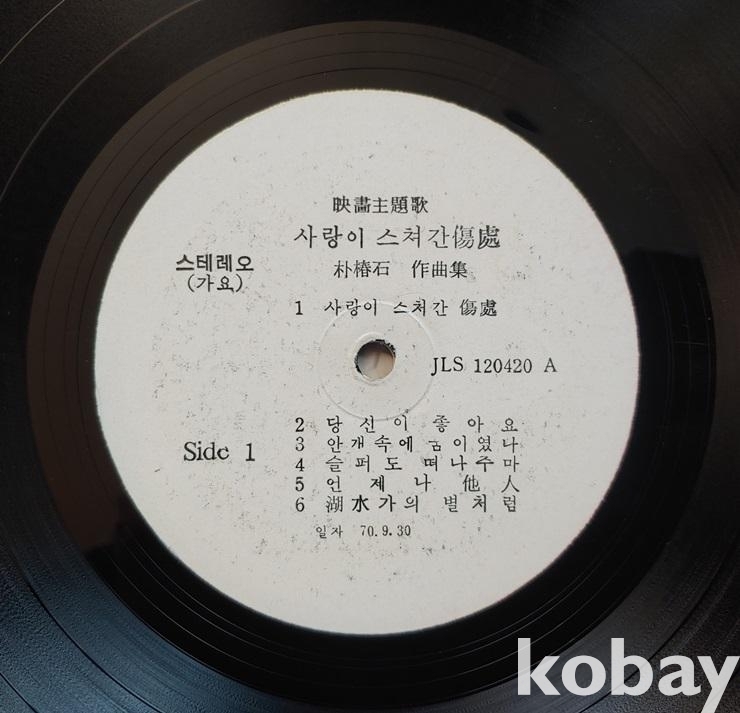 映畵主題歌
사랑이 스쳐간傷處
스테레오
(가요)
朴椿石 作曲集
1 사랑이 스처간 傷處
JLS 120420 A
Side 1
2 당신이 좋아요
3 안개속에 굼이였나
4 슬퍼도 떠나주마
5 언제나 他人
6 湖水가의 별처럼
일자 70.9.30
kobay